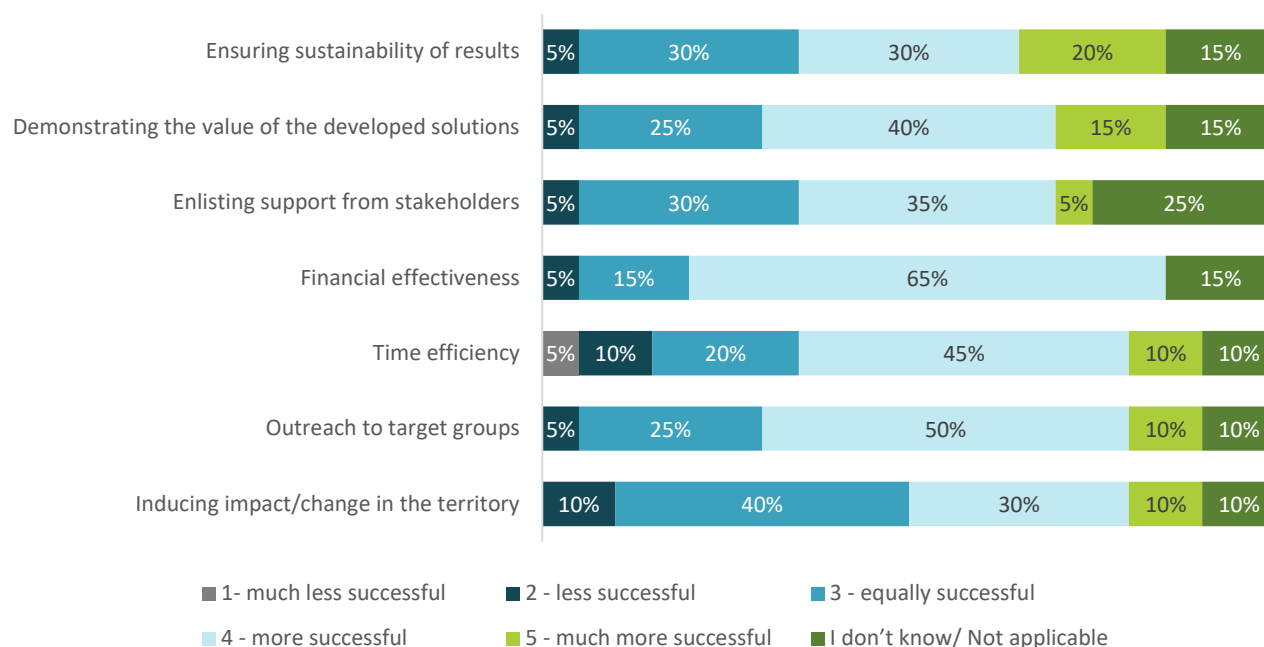 Ensuring sustainability of results 5% 30% 30% 20% 15%
Demonstrating the value of the developed solutions 5% 25% 40% 15% 15%
Enlisting support from stakeholders 5% 30% 35% 5% 25%
Financial effectiveness 5% 15% 65% 15%
Time efficiency 5% 10% 20% 45% 10% 10%
Outreach to target groups 5% 25% 50% 10% 10%
Inducing impact/change in the territory 10% 40% 30% 10% 10%
1- much less successful 2 - less successful 3 - equally successful
4 - more successful 5 - much more successful I don’t know/ Not applicable